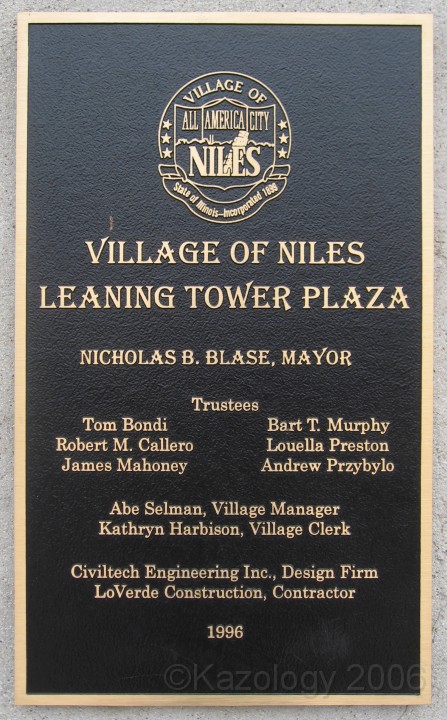 VILLAGE OF
ALL AMERICA CITY
NILES
State of Illinois-Incorporated 1899
VILLAGE OF NILES
LEANING TOWER PLAZA
NICHOLAS B. BLASE, MAYOR
Trustees
Tom Bondi Bart T. Murphy
Robert M. Callero Louella Preston
James Mahoney Andrew Przybylo
Abe Selman, Village Manager
Kathryn Harbison, Village Clerk
Civiltech Engineering Inc., Design Firm
LoVerde Construction, Contractor
1996
©Kazology 2006